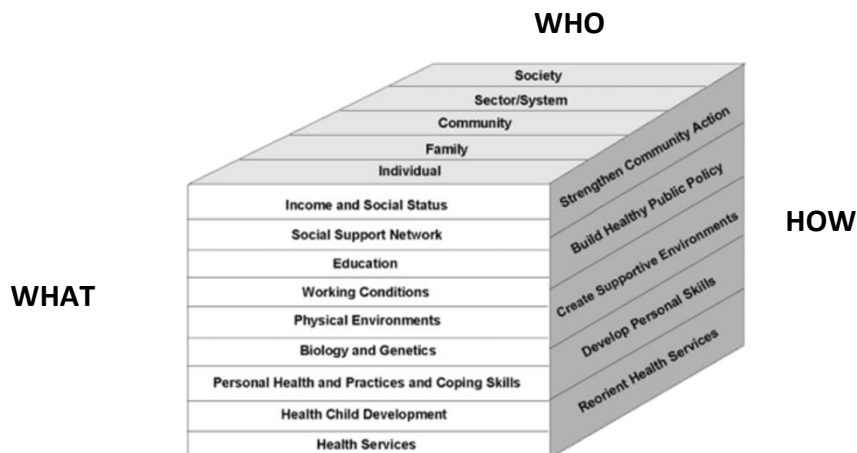 WHO
Society
Sector/System
Community
Family
Individual
WHAT
Income and Social Status
Social Support Network
Education
Working Conditions
Physical Environments
Biology and Genetics
Personal Health and Practices and Coping Skills
Health Child Development
Health Services
HOW
Strengthen Community Action
Build Healthy Public Policy
Create Supportive Environments
Develop Personal Skills
Reorient Health Services